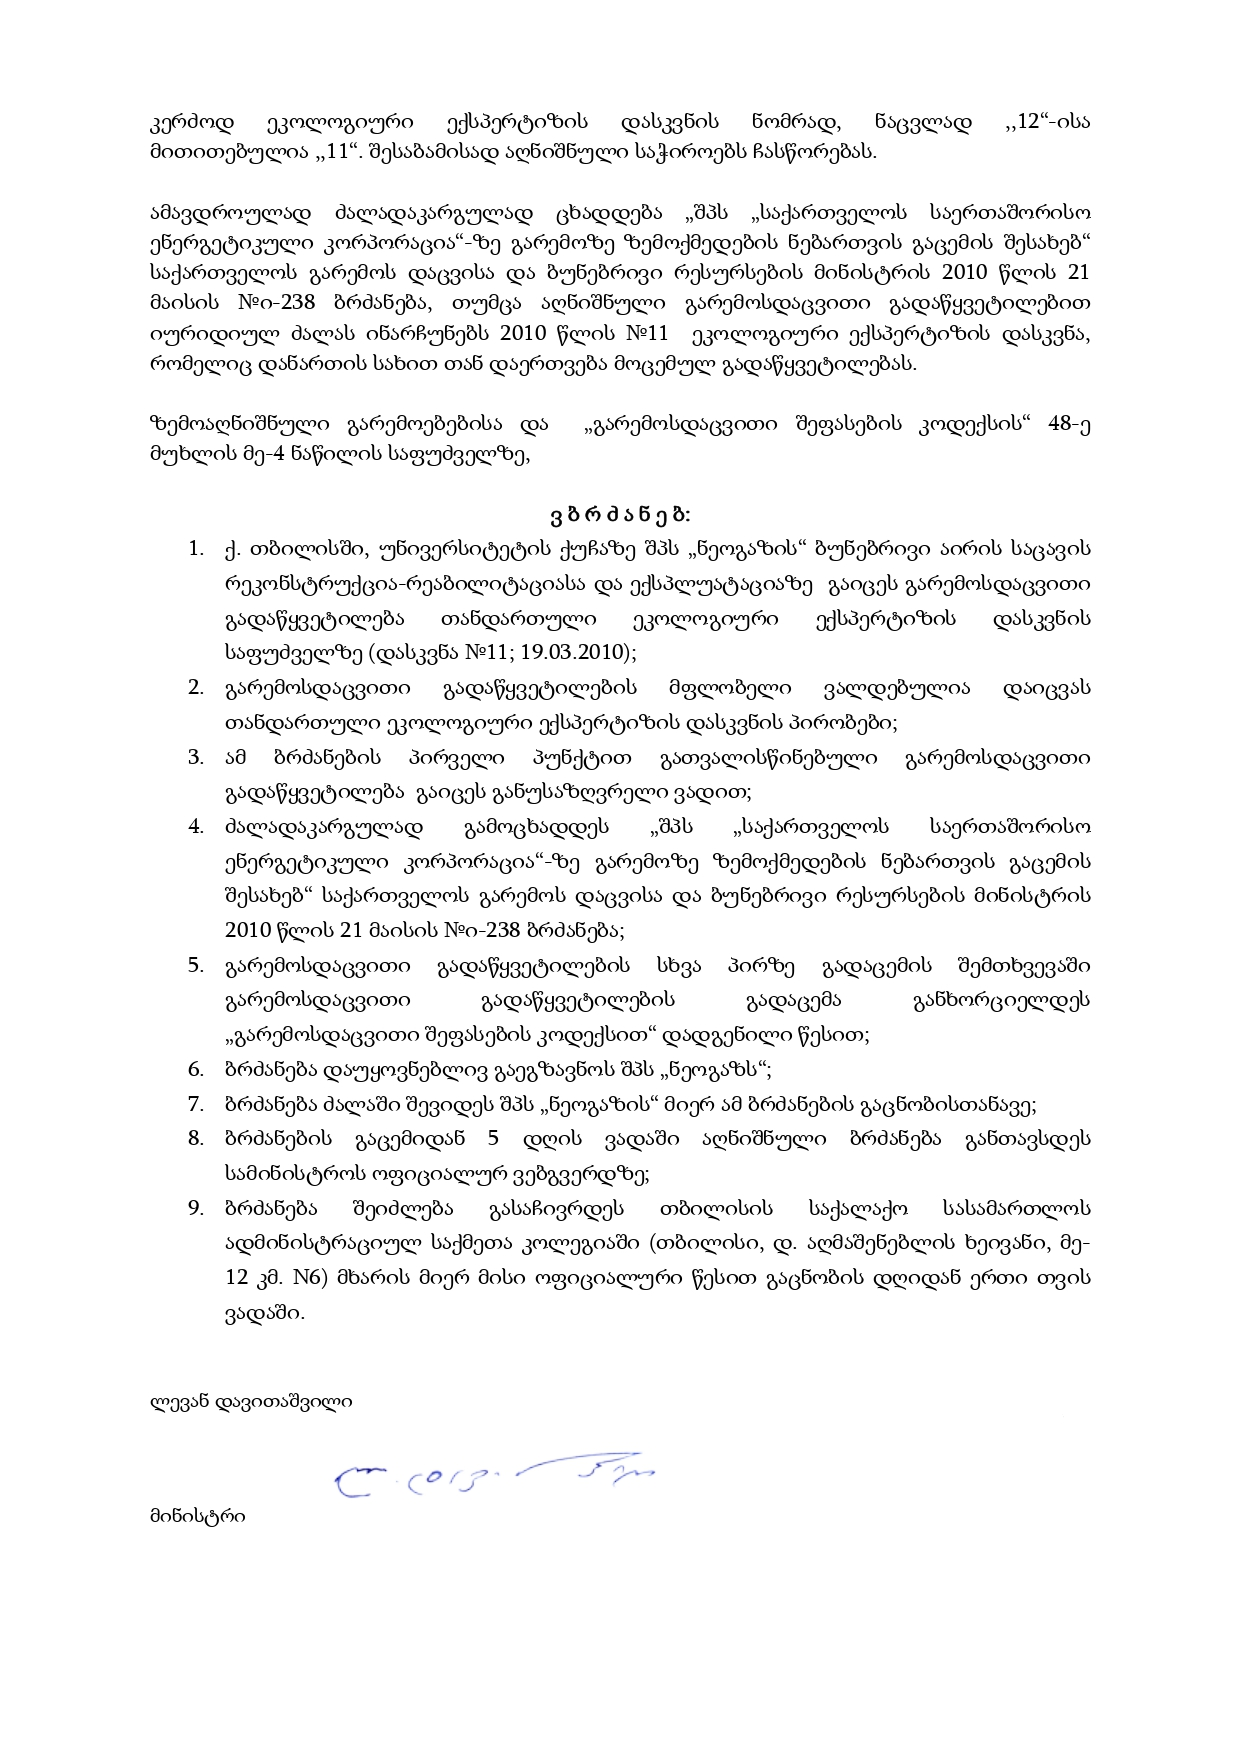 კერძოდ ეკოლოგიური ექსპერტიზის დასკვნის ნომრად, ნაცვლად ,,12“-ისა
მითითებულია „11“. შესაბამისად აღნიშნული საჭიროებს ჩასწორებას.
ამავდროულად ძალადაკარგულად ცხადდება „შპს „საქართველოს საერთაშორისო
ენერგეტიკული კორპორაცია“-ზე გარემოზე ზემოქმედების ნებართვის გაცემის შესახებ“
საქართველოს გარემოს დაცვისა და ბუნებრივი რესურსების მინისტრის 2010 წლის 21
მაისის №ი-238 ბრძანება, თუმცა აღნიშნული გარემოსდაცვითი გადაწყვეტილებით
იურიდიულ ძალას ინარჩუნებს 2010 წლის №11 ეკოლოგიური ექსპერტიზის დასკვნა,
რომელიც დანართის სახით თან დაერთვება მოცემულ გადაწყვეტილებას.
ზემოაღნიშნული გარემოებებისა და „გარემოსდაცვითი შეფასების კოდექსის“ 48-ე
მუხლის მე-4 ნაწილის საფუძველზე,
ვ ბ რ ძ ა ნ ე ბ:
1. ქ. თბილისში, უნივერსიტეტის ქუჩაზე შპს „ნეოგაზის“ ბუნებრივი აირის საცავის
რეკონსტრუქცია-რეაბილიტაციასა და ექსპლუატაციაზე გაიცეს გარემოსდაცვითი
გადაწყვეტილება თანდართული ეკოლოგიური ექსპერტიზის დასკვნის
საფუძველზე (დასკვნა №11; 19.03.2010);
2. გარემოსდაცვითი გადაწყვეტილების მფლობელი ვალდებულია დაიცვას
თანდართული ეკოლოგიური ექსპერტიზის დასკვნის პირობები;
3. ამ ბრძანების პირველი პუნქტით გათვალისწინებული გარემოსდაცვითი
გადაწყვეტილება გაიცეს განუსაზღვრელი ვადით;
4. ძალადაკარგულად გამოცხადდეს „შპს „საქართველოს საერთაშორისო
ენერგეტიკული კორპორაცია“-ზე გარემოზე ზემოქმედების ნებართვის გაცემის
შესახებ“ საქართველოს გარემოს დაცვისა და ბუნებრივი რესურსების მინისტრის
2010 წლის 21 მაისის №ი-238 ბრძანება;
5. გარემოსდაცვითი გადაწყვეტილების სხვა პირზე გადაცემის შემთხვევაში
გარემოსდაცვითი გადაწყვეტილების გადაცემა განხორციელდეს
„გარემოსდაცვითი შეფასების კოდექსით“ დადგენილი წესით;
6. ბრძანება დაუყოვნებლივ გაეგზავნოს შპს „ნეოგაზს“;
7. ბრძანება ძალაში შევიდეს შპს „ნეოგაზის“ მიერ ამ ბრძანების გაცნობისთანავე;
8. ბრძანების გაცემიდან 5 დღის ვადაში აღნიშნული ბრძანება განთავსდეს
სამინისტროს ოფიციალურ ვებგვერდზე;
9. ბრძანება შეიძლება გასაჩივრდეს თბილისის საქალაქო სასამართლოს
ადმინისტრაციულ საქმეთა კოლეგიაში (თბილისი, დ. აღმაშენებლის ხეივანი, მე-
12 კმ. N6) მხარის მიერ მისი ოფიციალური წესით გაცნობის დღიდან ერთი თვის
ვადაში.
ლევან დავითაშვილი
მინისტრი